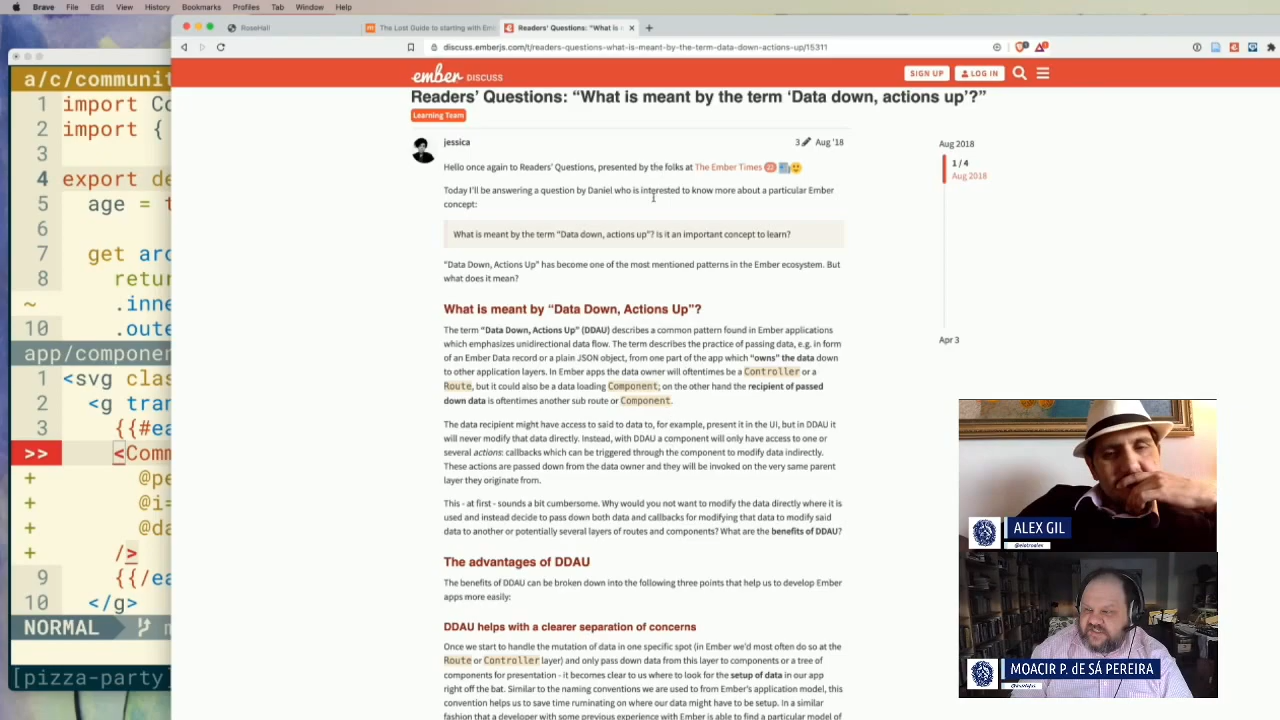 Brave File Edit View History Bookmarks Profiles Tab Window Help
RoseHall
The Lost Guide to starting with Em
Readers' Questions: "What is
discuss.emberjs.com/t/readers-questions-what-is-meant-by-the-term-data-down-actions-up/15311
ember DISCUSS
SIGN UP
LOG IN
Readers' Questions: "What is meant by the term 'Data down, actions up'?"
Learning Team
jessica
3 Aug '18
Hello once again to Readers' Questions, presented by the folks at The Ember Times
Today I'll be answering a question by Daniel who is interested to know more about a particular Ember
concept:
What is meant by the term "Data down, actions up"? Is it an important concept to learn?
"Data Down, Actions Up" has become one of the most mentioned patterns in the Ember ecosystem. But
what does it mean?
What is meant by "Data Down, Actions Up"?
The term "Data Down, Actions Up" (DDAU) describes a common pattern found in Ember applications
which emphasizes unidirectional data flow. The term describes the practice of passing data, e.g. in form
of an Ember Data record or a plain JSON object, from one part of the app which "owns" the data down
to other application layers. In Ember apps the data owner will oftentimes be a Controller or a
Route, but it could also be a data loading Component; on the other hand the recipient of passed
down data is oftentimes another sub route or Component.
The data recipient might have access to said data to, for example, present it in the UI, but in DDAU it
will never modify that data directly. Instead, with DDAU a component will only have access to one or
several actions: callbacks which can be triggered through the component to modify data indirectly.
These actions are passed down from the data owner and they will be invoked on the very same parent
layer they originate from.
This - at first - sounds a bit cumbersome. Why would you not want to modify the data directly where it is
used and instead decide to pass down both data and callbacks for modifying that data to modify said
data to another or potentially several layers of routes and components? What are the benefits of DDAU?
The advantages of DDAU
The benefits of DDAU can be broken down into the following three points that help us to develop Ember
apps more easily:
DDAU helps with a clearer separation of concerns
Once we start to handle the mutation of data in one specific spot (in Ember we'd most often do so at the
Route or Controller layer) and only pass down data from this layer to components or a tree of
components for presentation - it becomes clear to us where to look for the setup of data in our app
right off the bat. Similar to the naming conventions we are used to from Ember's application model, this
convention helps us to save time ruminating on where our data might have to be setup. In a similar
fashion that a developer with some previous experience with Ember is able to find a particular model of
Aug 2018
1 / 4
Aug 2018
Apr 3
a/c/communit
1 import Co
2 import {
3
4 export de
5 age = t
6
7 get arc
8 return
~ .inne
10 .oute
app/component
1 <svg clas
2 <g tran
3 {{#ea
>> <Comm
+ @pe
+ @i=
+ @da
+ />
9 {{/ea
10 </g>
NORMAL
[pizza-party]
ALEX GIL
@elotroalex
MOACIR P. de SÁ PEREIRA